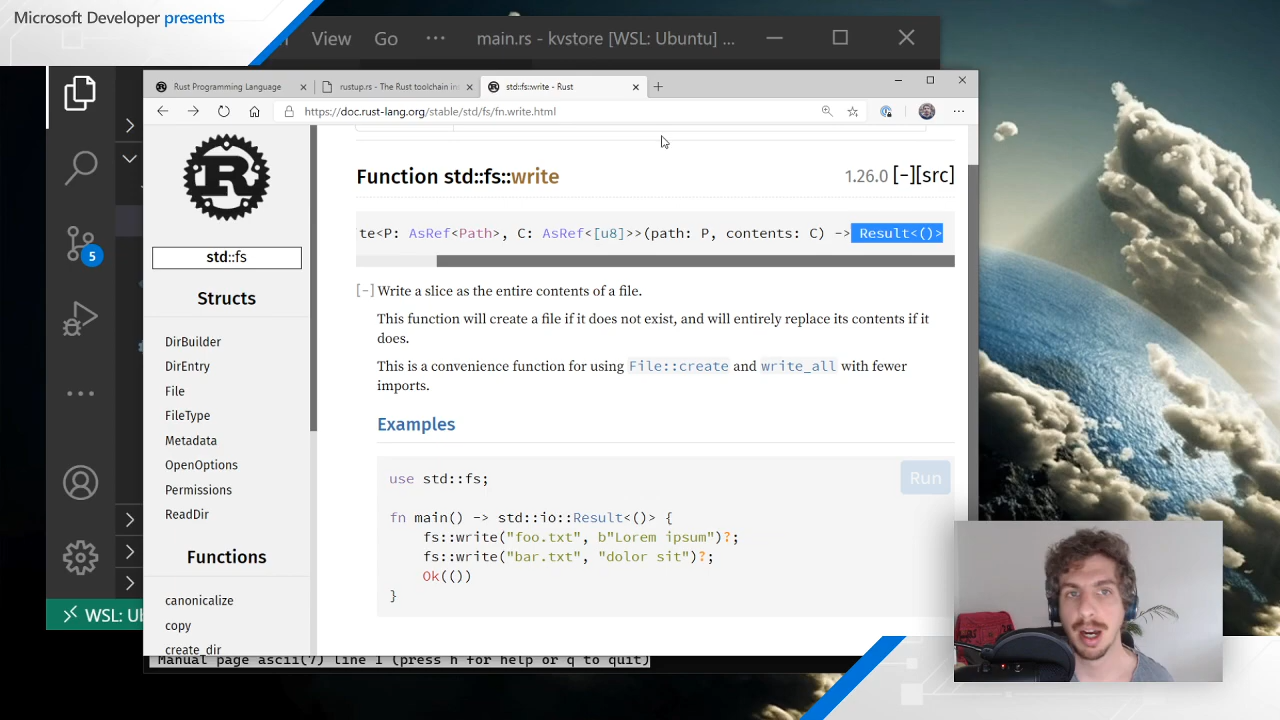 Microsoft Developer presents
View Go ··· main.rs - kvstore [WSL: Ubuntu] ...
Rust Programming Language
rustup.rs - The Rust toolchain in
std::fs::write - Rust
https://doc.rust-lang.org/stable/std/fs/fn.write.html
R
std::fs
Structs
DirBuilder
DirEntry
File
FileType
Metadata
OpenOptions
Permissions
ReadDir
Functions
canonicalize
copy
create_dir
Function std::fs::write
1.26.0 [-][src]
te<P: AsRef<Path>, C: AsRef<[u8]>>(path: P, contents: C) -> Result<()>
[-] Write a slice as the entire contents of a file.
This function will create a file if it does not exist, and will entirely replace its contents if it
does.
This is a convenience function for using File::create and write_all with fewer
imports.
Examples
Run
use std::fs;
fn main() -> std::io::Result<()> {
fs::write("foo.txt", b"Lorem ipsum")?;
fs::write("bar.txt", "dolor sit")?;
Ok(())
}
5
WSL: Ub
Manual page ascii(7) line 1 (press h for help or q to quit)